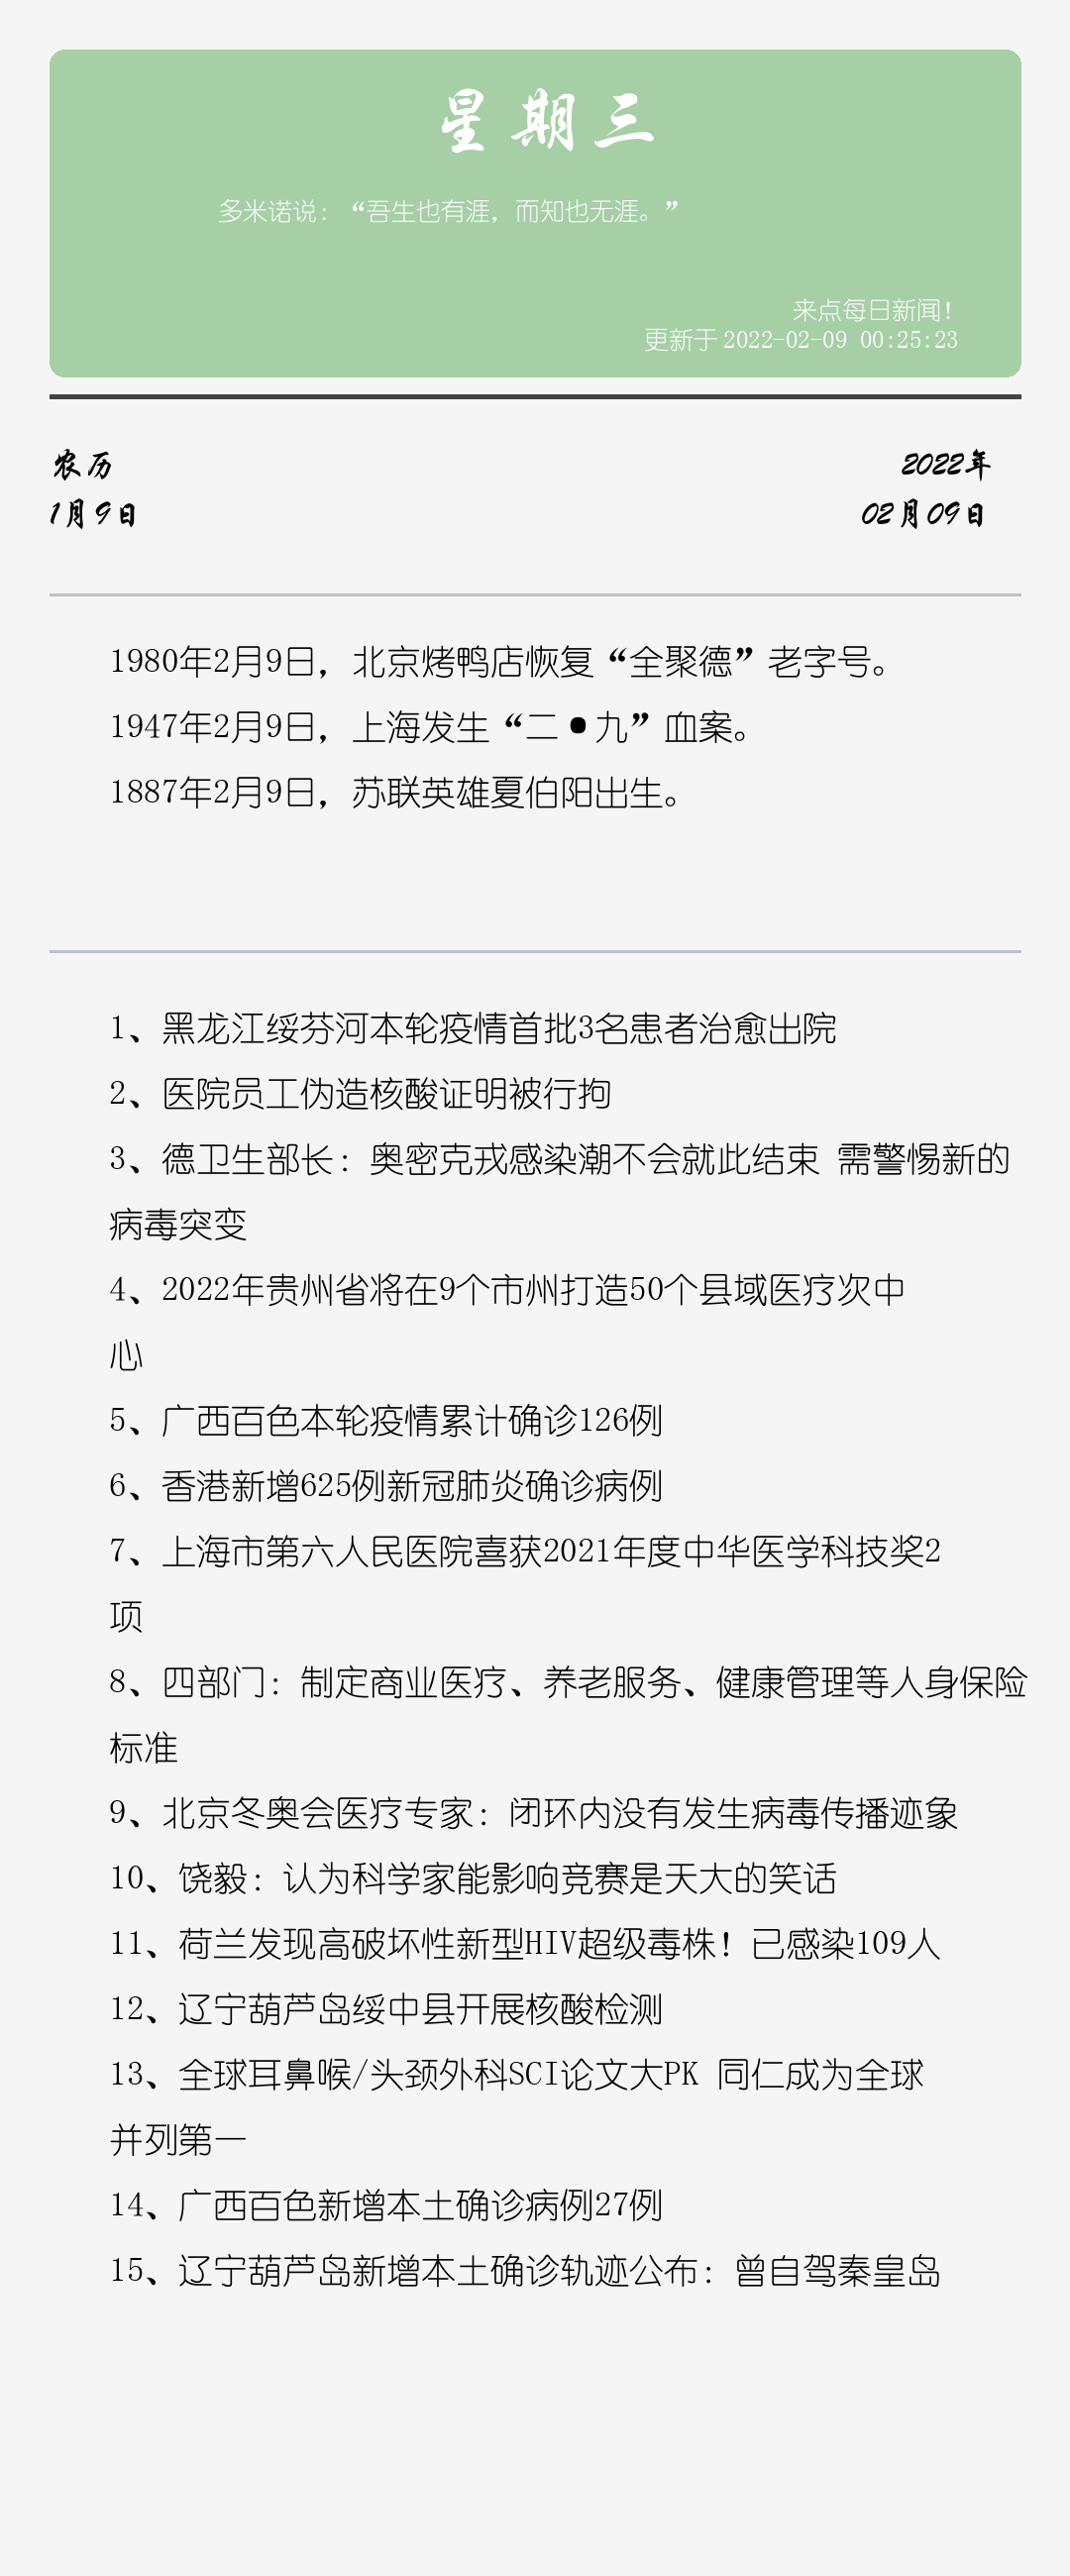 星期三
多米诺说：“吾生也有涯，而知也无涯。”
来点每日新闻！
更新于 2022-02-09 00:25:23
农历
2022年
1月9日
02月09日
1980年2月9日，北京烤鸭店恢复“全聚德”老字号。
1947年2月9日，上海发生“二•九”血案。
1887年2月9日，苏联英雄夏伯阳出生。
1、黑龙江绥芬河本轮疫情首批3名患者治愈出院
2、医院员工伪造核酸证明被行拘
3、德卫生部长：奥密克戎感染潮不会就此结束 需警惕新的
病毒突变
4、2022年贵州省将在9个市州打造50个县域医疗次中
心
5、广西百色本轮疫情累计确诊126例
6、香港新增625例新冠肺炎确诊病例
7、上海市第六人民医院喜获2021年度中华医学科技奖2
项
8、四部门：制定商业医疗、养老服务、健康管理等人身保险
标准
9、北京冬奥会医疗专家：闭环内没有发生病毒传播迹象
10、饶毅：认为科学家能影响竞赛是天大的笑话
11、荷兰发现高破坏性新型HIV超级毒株！已感染109人
12、辽宁葫芦岛绥中县开展核酸检测
13、全球耳鼻喉/头颈外科SCI论文大PK 同仁成为全球
并列第一
14、广西百色新增本土确诊病例27例
15、辽宁葫芦岛新增本土确诊轨迹公布：曾自驾秦皇岛